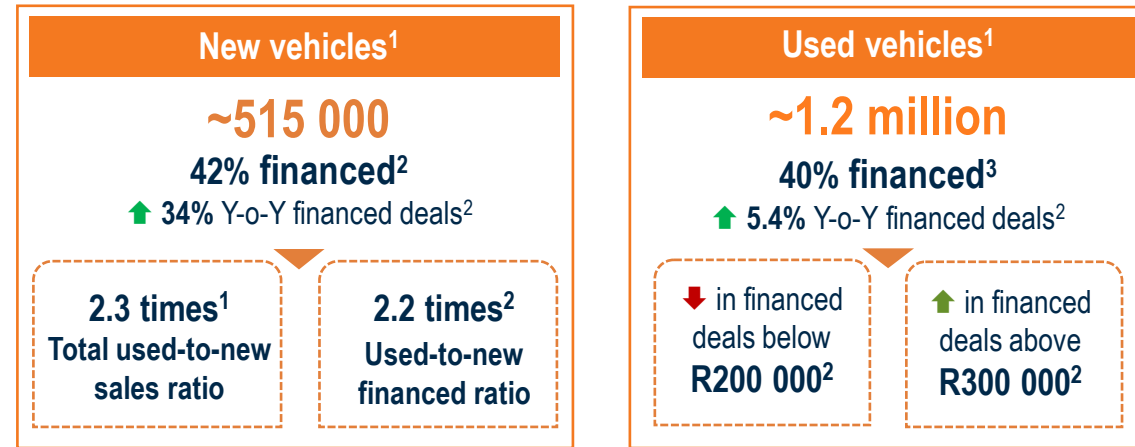 New vehicles¹
~515 000
42% financed²
34% Y-o-Y financed deals²
2.3 times¹
Total used-to-new
sales ratio
2.2 times²
Used-to-new
financed ratio
Used vehicles¹
~1.2 million
40% financed³
5.4% Y-o-Y financed deals²
in financed
deals below
R200 000²
in financed
deals above
R300 000²